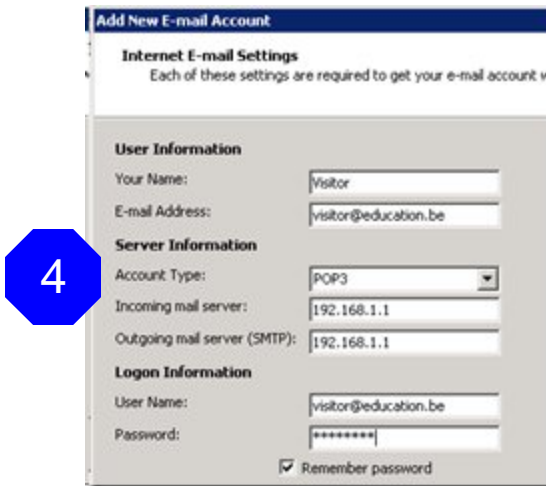 Add New E-mail Account
Internet E-mail Settings
Each of these settings are required to get your e-mail account
User Information
Your Name: Visitor
E-mail Address: visitor@education.be
4
Server Information
Account Type: POP3
Incoming mail server: 192.168.1.1
Outgoing mail server (SMTP): 192.168.1.1
Logon Information
User Name: visitor@education.be
Password: ********
Remember password